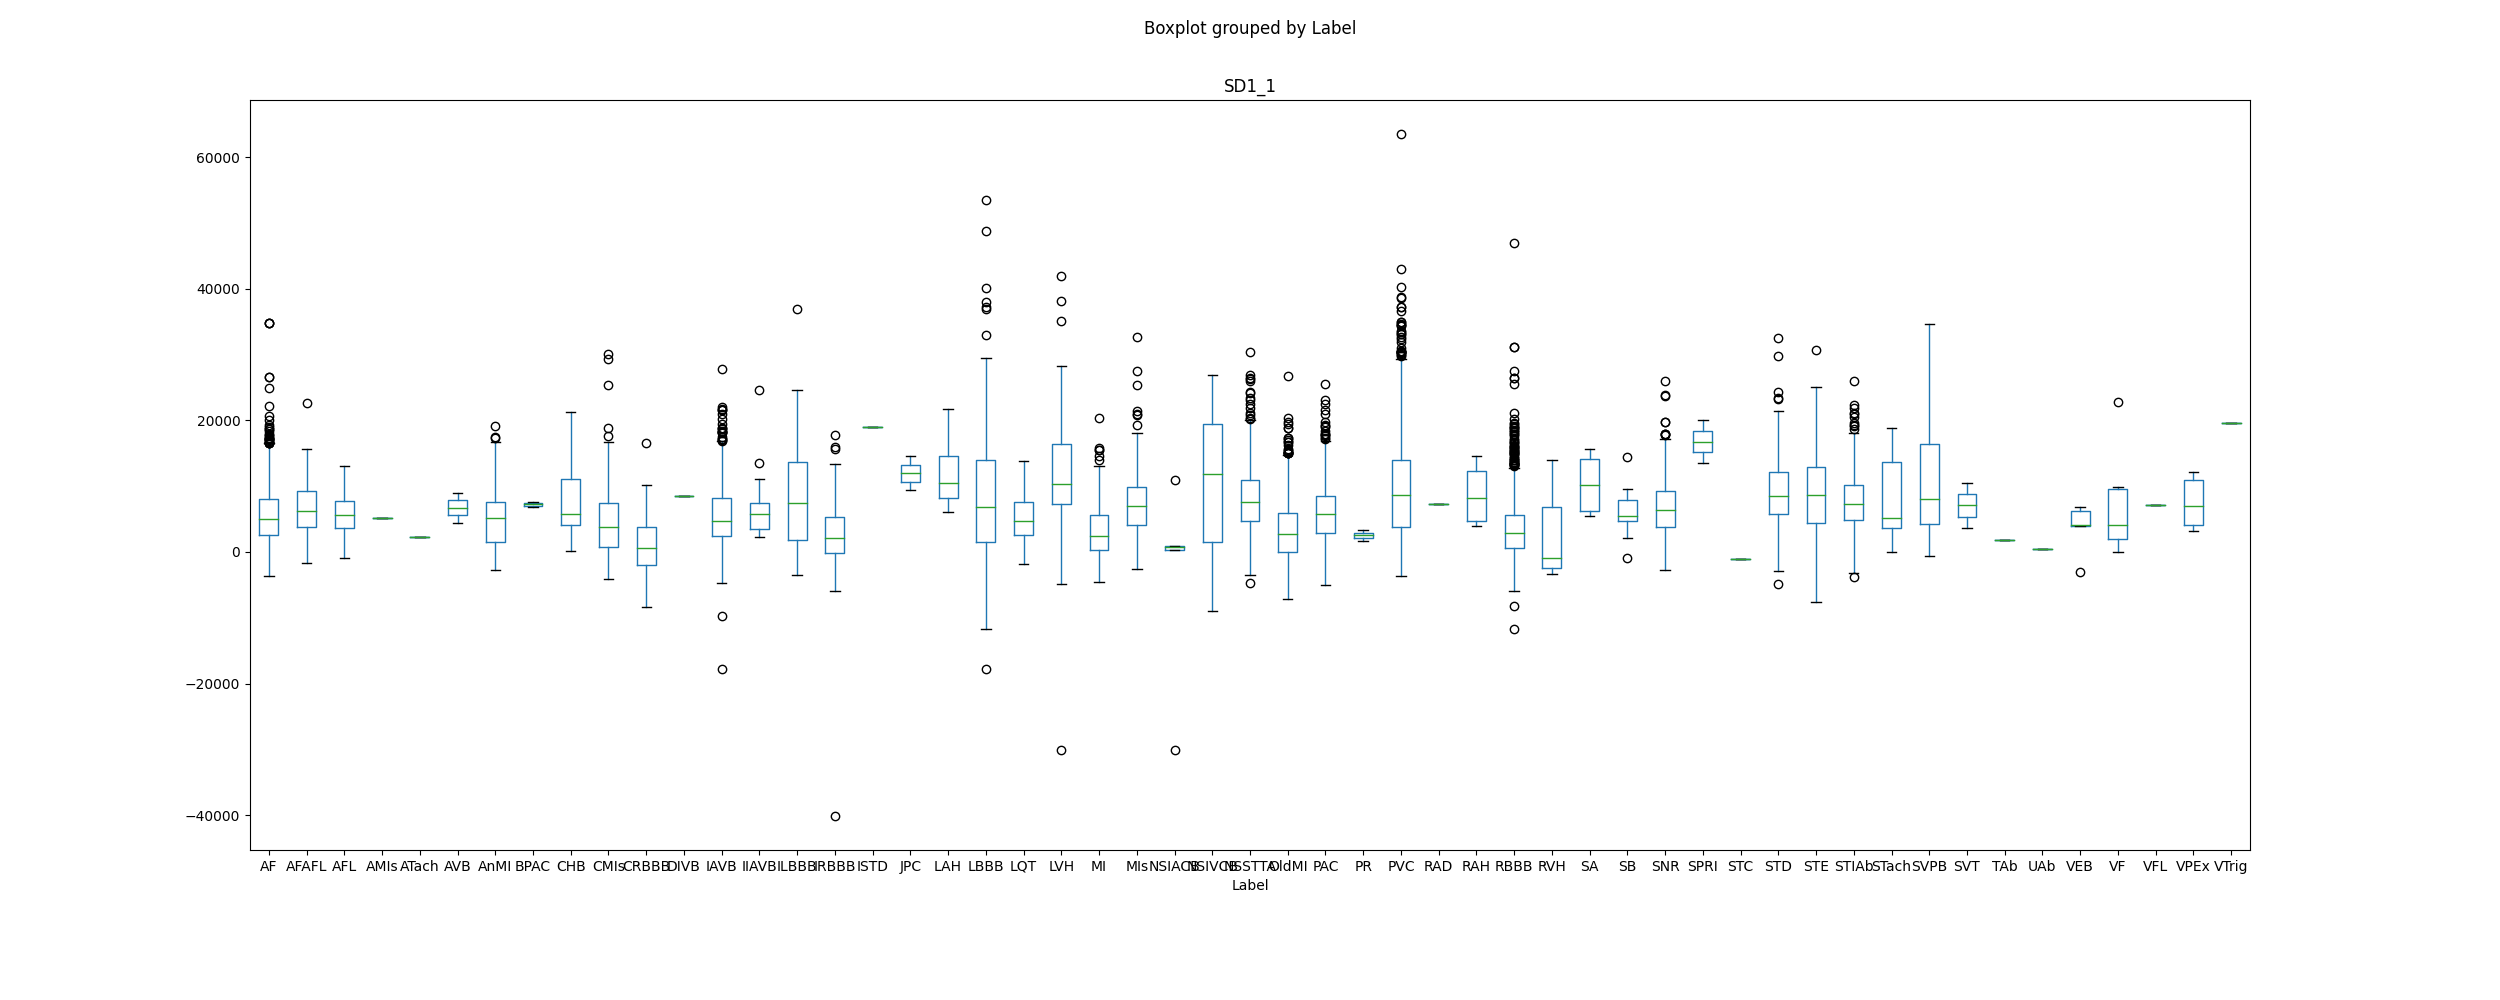 Boxplot grouped by Label
SD1_1
60000
40000
20000
0
−20000
−40000
AF AFAFL AFL AMIs ATach AVB AnMI BPAC CHB CMIs CRBBB DIVB IAVB IIAVB ILBBB IRBBB ISTD JPC LAH LBBB LQT LVH MI MIs NSIACB NSIVCB NSSTTA OldMI PAC PR PVC RAD RAH RBBB RVH SA SB SNR SPRI STC STD STE STIAb STach SVPB SVT TAb UAb VEB VF VFL VPEx VTrig
Label